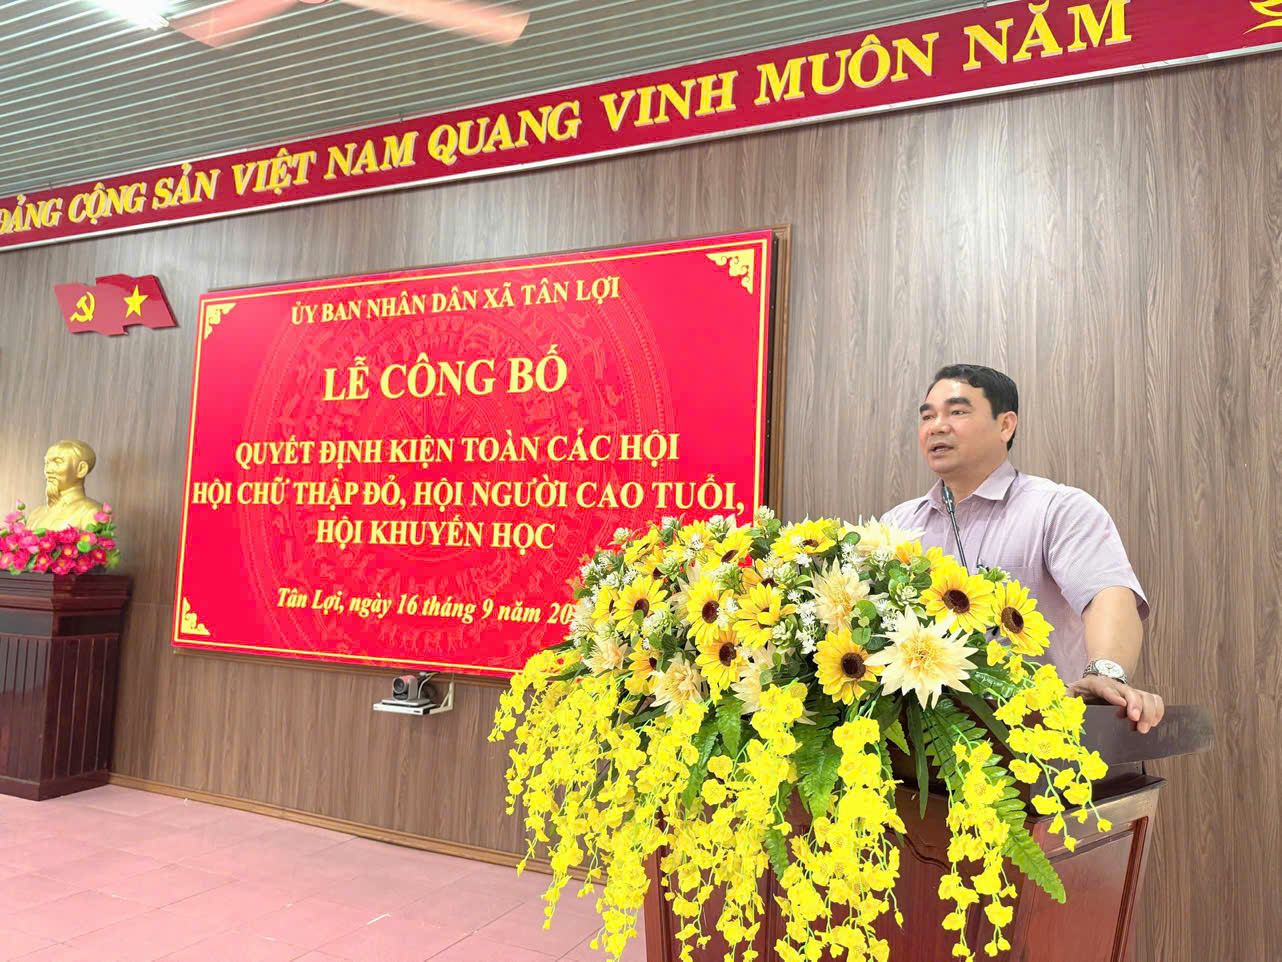 ĐẢNG CỘNG SẢN VIỆT NAM QUANG VINH MUÔN NĂM
ỦY BAN NHÂN DÂN XÃ TÂN LỢI
LỄ CÔNG BỐ
QUYẾT ĐỊNH KIỆN TOÀN CÁC HỘI
HỘI CHỮ THẬP ĐỎ, HỘI NGƯỜI CAO TUỔI,
HỘI KHUYẾN HỌC
Tân Lợi, ngày 16 tháng 9 năm 20